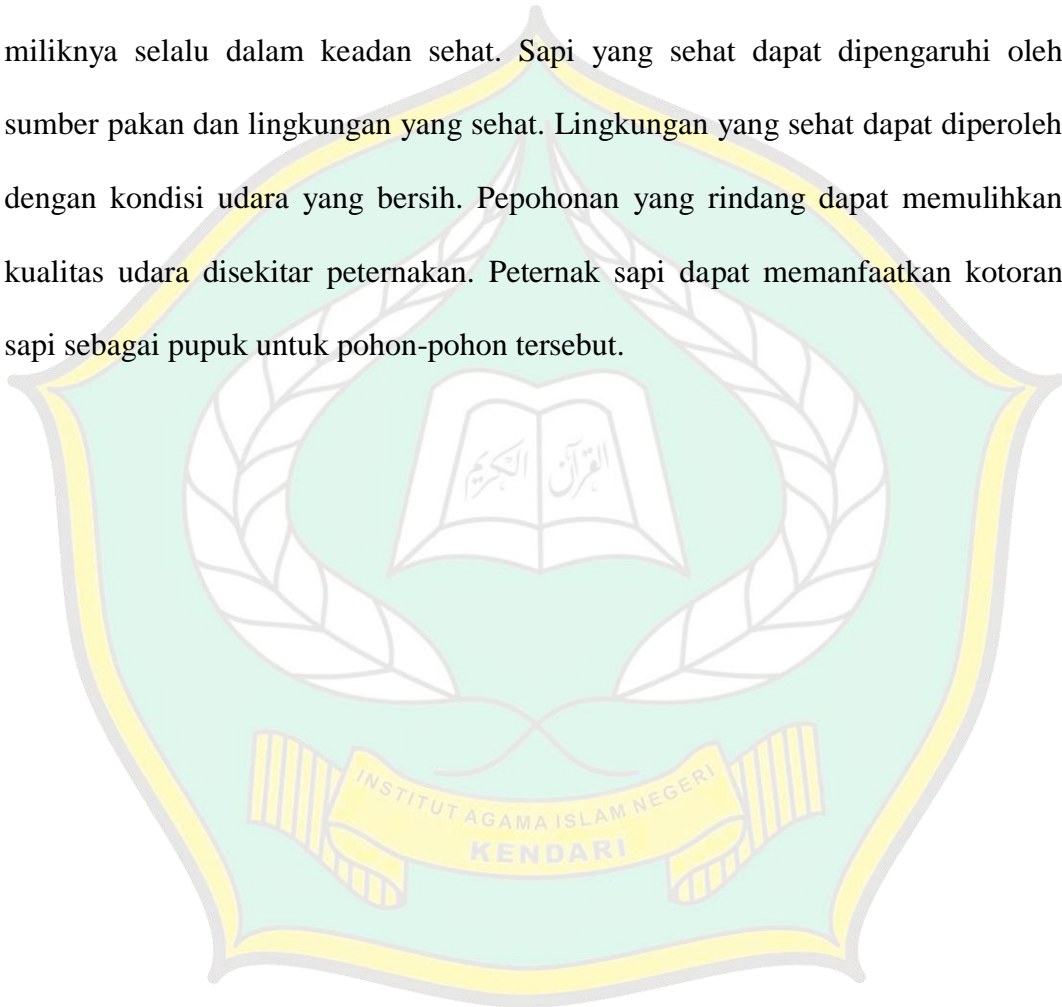 miliknya selalu dalam keadan sehat. Sapi yang sehat dapat dipengaruhi oleh
sumber pakan dan lingkungan yang sehat. Lingkungan yang sehat dapat diperoleh
dengan kondisi udara yang bersih. Pepohonan yang rindang dapat memulihkan
kualitas udara disekitar peternakan. Peternak sapi dapat memanfaatkan kotoran
sapi sebagai pupuk untuk pohon-pohon tersebut.
القرآن الكريم
INSTITUT AGAMA ISLAM NEGERI
KENDARI